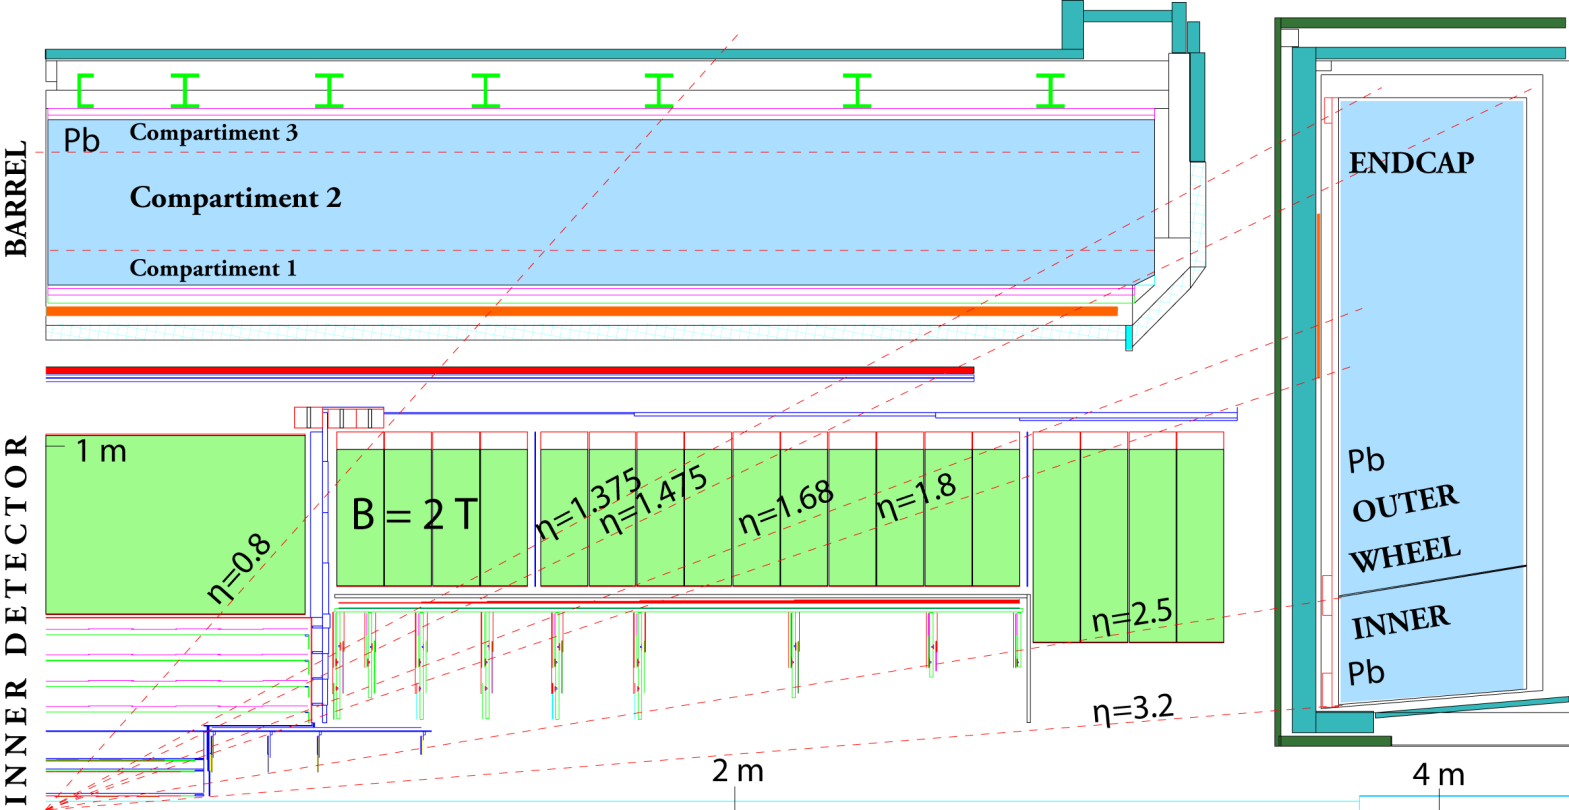 BARREL
Pb
Compartiment 3
Compartiment 2
Compartiment 1
ENDCAP
INNER DETECTOR
1 m
B = 2 T
η=0.8
η=1.375
η=1.475
η=1.68
η=1.8
η=2.5
η=3.2
Pb
OUTER
WHEEL
INNER
Pb
2 m
4 m